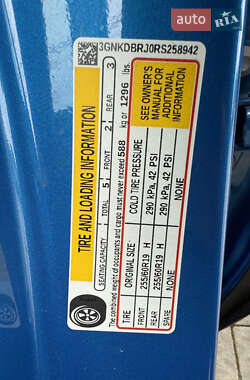 RIA
3GNKDBRJ0RS258942
TIRE AND LOADING INFORMATION
SEATING CAPACITY: TOTAL 5 FRONT 2 REAR 3
The combined weight of occupants and cargo must never exceed 588 kg or 1296 lbs.
TIRE ORIGINAL SIZE: COLD TIRE PRESSURE
FRONT 255/60R19 H 290 kPa, 42 PSI
REAR 255/60R19 H 290 kPa, 42 PSI
SPARE NONE NONE
SEE OWNER'S
MANUAL FOR
ADDITIONAL
INFORMATION